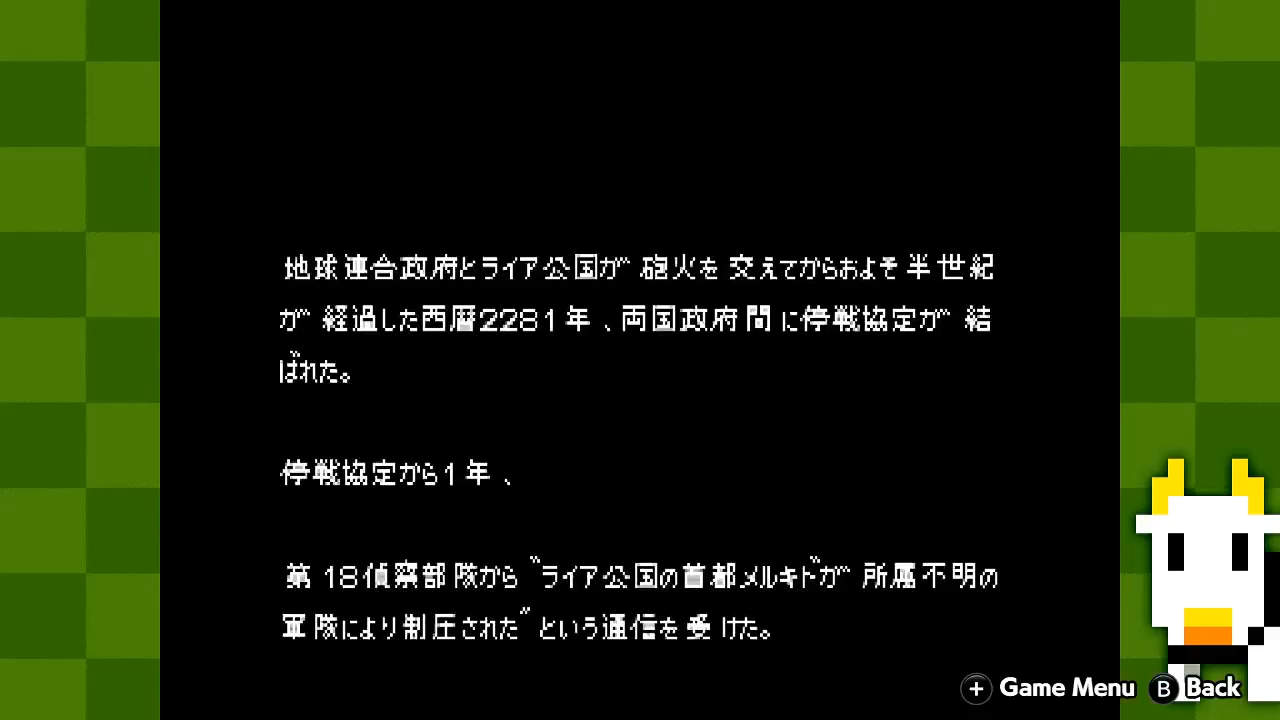 地球連合政府とライア公国が砲火を交えてからおよそ半世紀
が経過した西暦2281年、両国政府間に停戦協定が結
ばれた。
停戦協定から1年、
第18偵察部隊から"ライア公国の首都メルキドが所属不明の
軍隊により制圧された"という通信を受けた。
+ Game Menu B Back